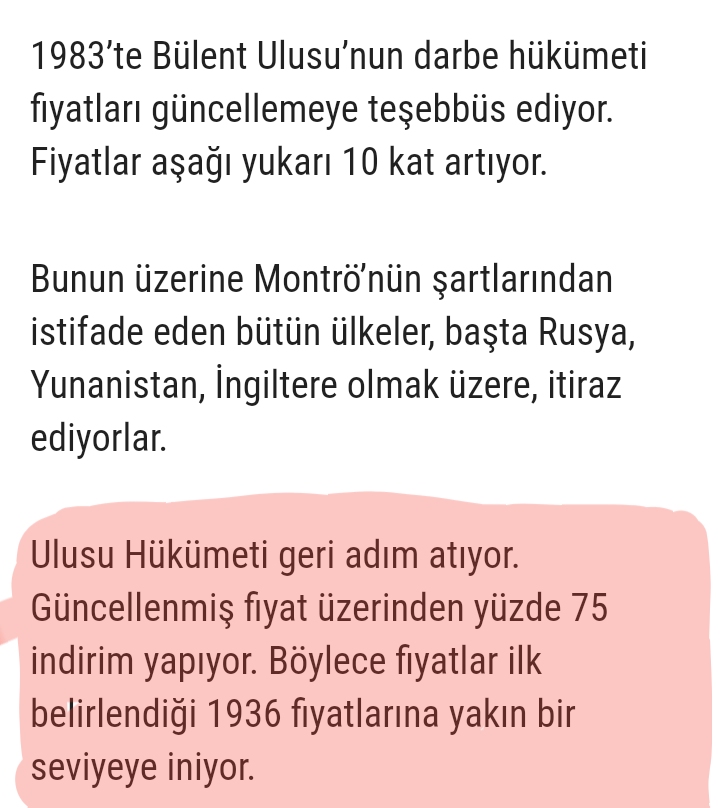 1983’te Bülent Ulusu’nun darbe hükümeti
fiyatları güncellemeye teşebbüs ediyor.
Fiyatlar aşağı yukarı 10 kat artıyor.
Bunun üzerine Montrö’nün şartlarından
istifade eden bütün ülkeler, başta Rusya,
Yunanistan, İngiltere olmak üzere, itiraz
ediyorlar.
Ulusu Hükümeti geri adım atıyor.
Güncellenmiş fiyat üzerinden yüzde 75
indirim yapıyor. Böylece fiyatlar ilk
belirlendiği 1936 fiyatlarına yakın bir
seviyeye iniyor.